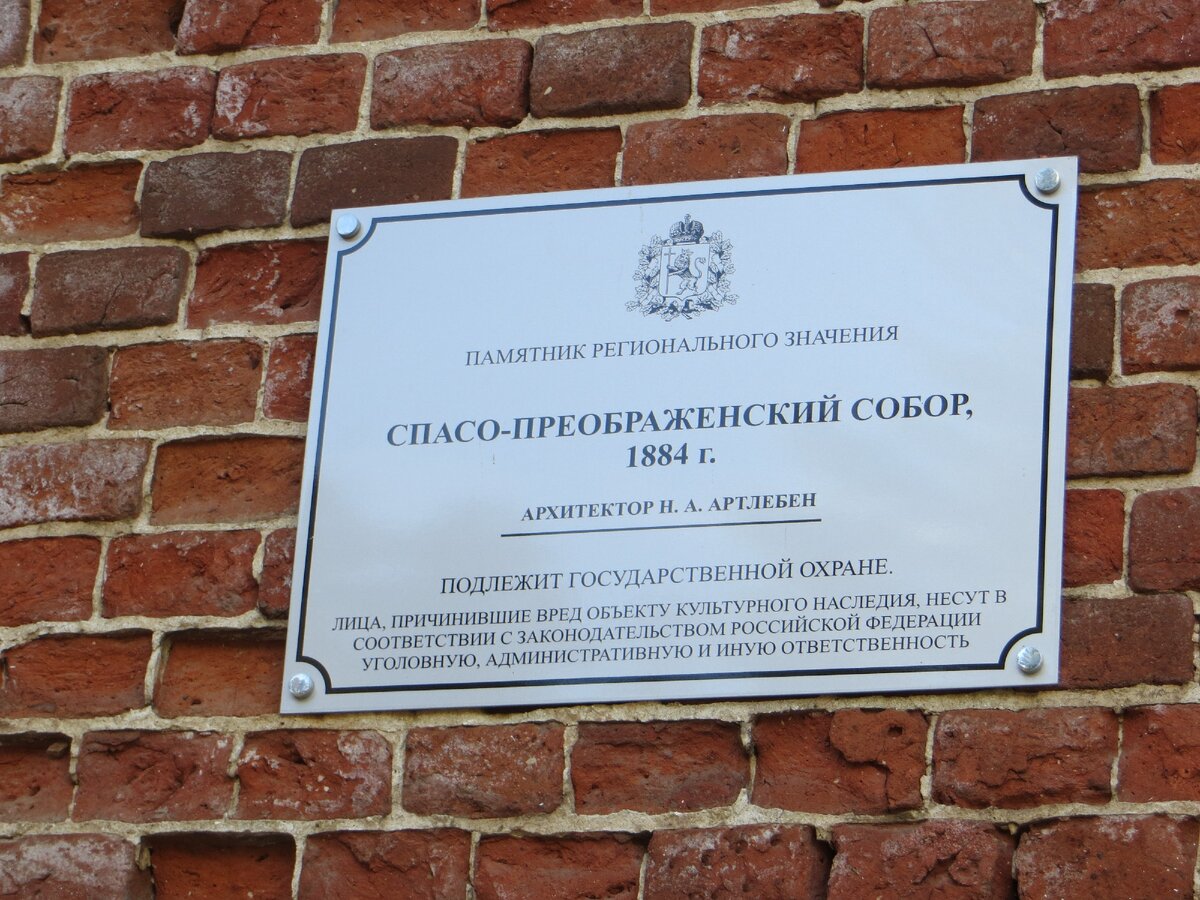 ПАМЯТНИК РЕГИОНАЛЬНОГО ЗНАЧЕНИЯ
СПАСО-ПРЕОБРАЖЕНСКИЙ СОБОР,
1884 г.
АРХИТЕКТОР Н. А. АРТЛЕБЕН
ПОДЛЕЖИТ ГОСУДАРСТВЕННОЙ ОХРАНЕ.
ЛИЦА, ПРИЧИНИВШИЕ ВРЕД ОБЪЕКТУ КУЛЬТУРНОГО НАСЛЕДИЯ, НЕСУТ В
СООТВЕТСТВИИ С ЗАКОНОДАТЕЛЬСТВОМ РОССИЙСКОЙ ФЕДЕРАЦИИ
УГОЛОВНУЮ, АДМИНИСТРАТИВНУЮ И ИНУЮ ОТВЕТСТВЕННОСТЬ